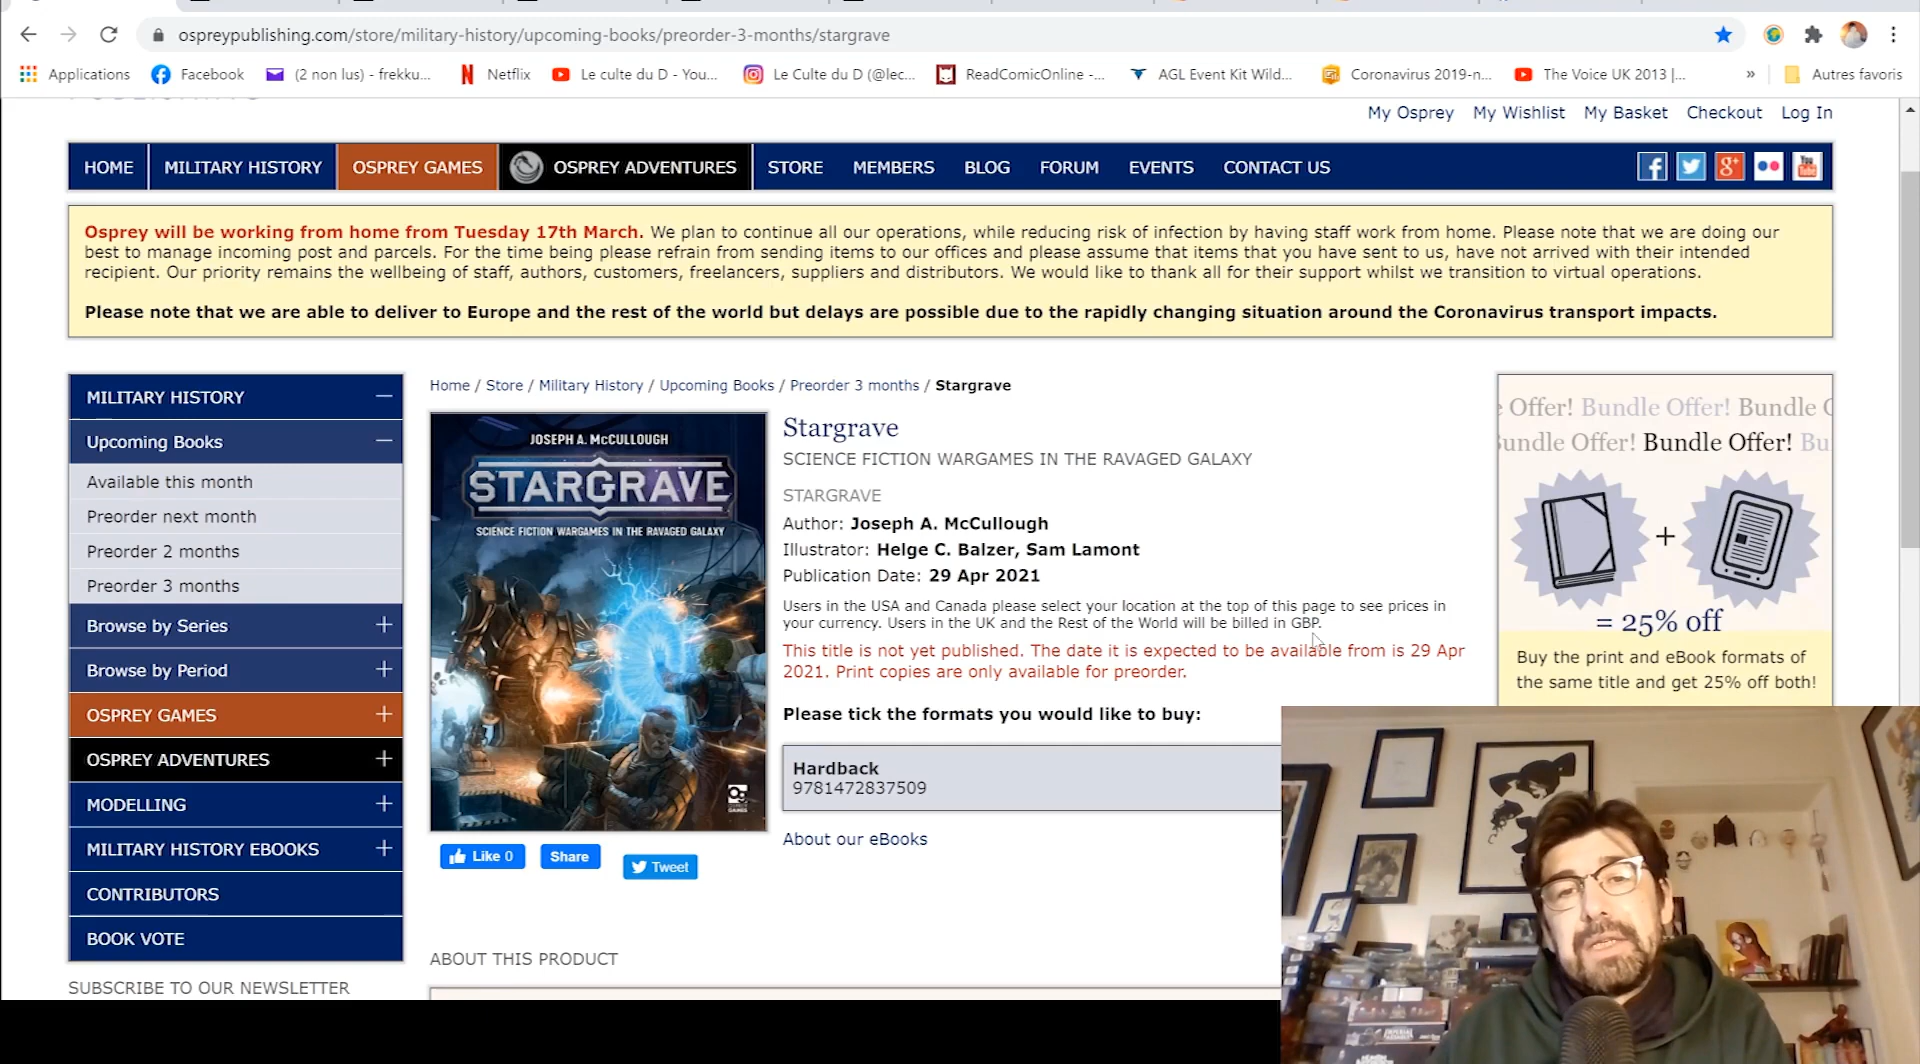 ospreypublishing.com/store/military-history/upcoming-books/preorder-3-months/stargrave
Applications
Facebook
(2 non lus) - frekku...
Netflix
Le culte du D - You...
Le Culte du D (@lec...
ReadComicOnline -...
AGL Event Kit Wild...
Coronavirus 2019-n...
The Voice UK 2013 |...
»
Autres favoris
My Osprey
My Wishlist
My Basket
Checkout
Log In
HOME
MILITARY HISTORY
OSPREY GAMES
OSPREY ADVENTURES
STORE
MEMBERS
BLOG
FORUM
EVENTS
CONTACT US
Osprey will be working from home from Tuesday 17th March. We plan to continue all our operations, while reducing risk of infection by having staff work from home. Please note that we are doing our
best to manage incoming post and parcels. For the time being please refrain from sending items to our offices and please assume that items that you have sent to us, have not arrived with their intended
recipient. Our priority remains the wellbeing of staff, authors, customers, freelancers, suppliers and distributors. We would like to thank all for their support whilst we transition to virtual operations.
Please note that we are able to deliver to Europe and the rest of the world but delays are possible due to the rapidly changing situation around the Coronavirus transport impacts.
MILITARY HISTORY
Upcoming Books
Available this month
Preorder next month
Preorder 2 months
Preorder 3 months
Browse by Series
Browse by Period
OSPREY GAMES
OSPREY ADVENTURES
MODELLING
MILITARY HISTORY EBOOKS
CONTRIBUTORS
BOOK VOTE
SUBSCRIBE TO OUR NEWSLETTER
Home / Store / Military History / Upcoming Books / Preorder 3 months / Stargrave
JOSEPH A. McCULLOUGH
STARGRAVE
SCIENCE FICTION WARGAMES IN THE RAVAGED GALAXY
Like 0
Share
Tweet
Stargrave
SCIENCE FICTION WARGAMES IN THE RAVAGED GALAXY
STARGRAVE
Author: Joseph A. McCullough
Illustrator: Helge C. Balzer, Sam Lamont
Publication Date: 29 Apr 2021
Users in the USA and Canada please select your location at the top of this page to see prices in
your currency. Users in the UK and the Rest of the World will be billed in GBP.
This title is not yet published. The date it is expected to be available from is 29 Apr
2021. Print copies are only available for preorder.
Please tick the formats you would like to buy:
Hardback
9781472837509
About our eBooks
ABOUT THIS PRODUCT
Offer! Bundle Offer! Bundle
Offer! Bundle Offer! Bu
+
= 25% off
Buy the print and eBook formats of
the same title and get 25% off both!